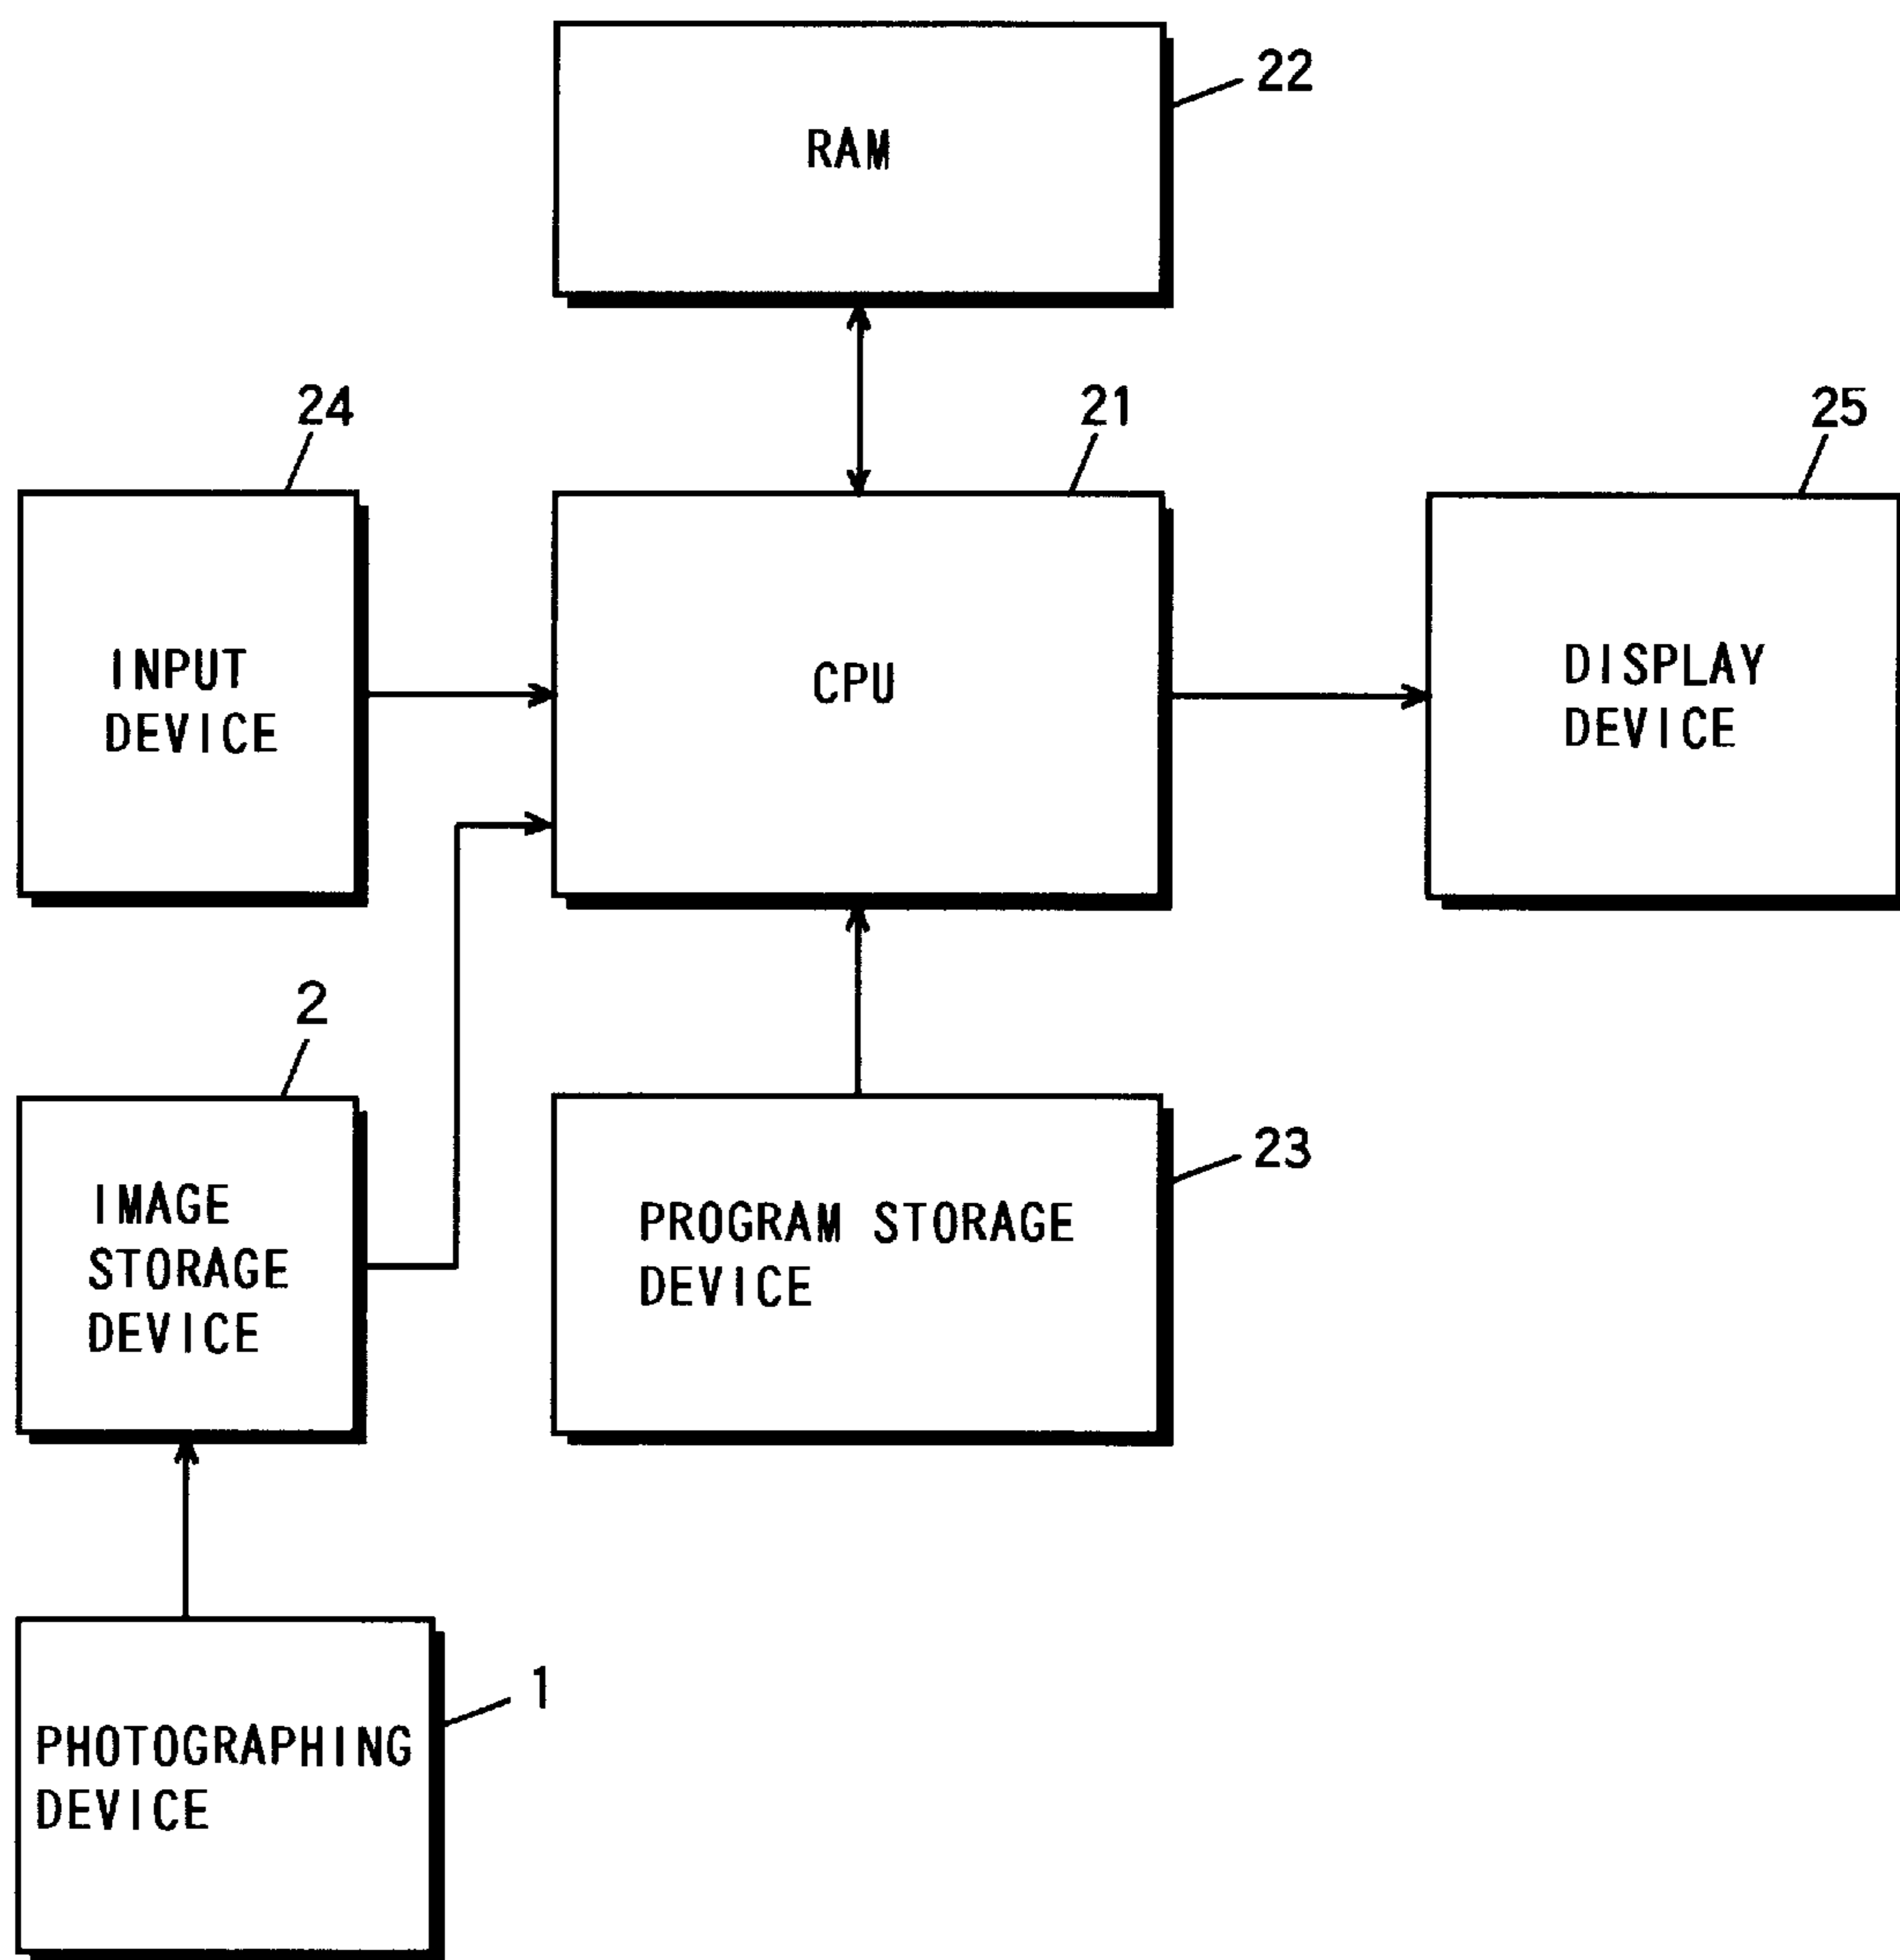 22
RAM
24
21
25
INPUT
DEVICE
CPU
DISPLAY
DEVICE
2
23
IMAGE
STORAGE
DEVICE
PROGRAM STORAGE
DEVICE
1
PHOTOGRAPHING
DEVICE